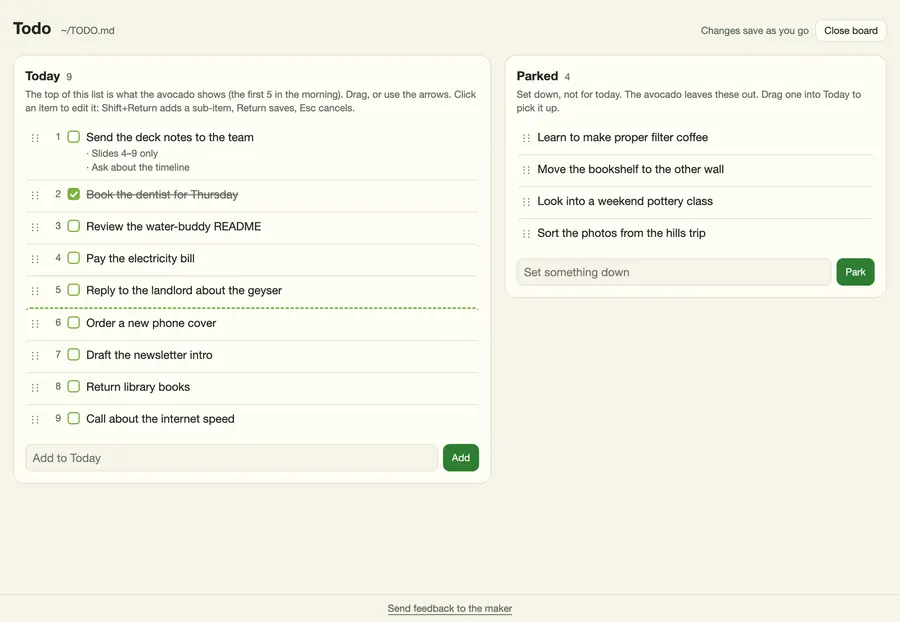 Todo ~/TODO.md
Changes save as you go
Close board
Today 9
The top of this list is what the avocado shows (the first 5 in the morning). Drag, or use the arrows. Click
an item to edit it: Shift+Return adds a sub-item, Return saves, Esc cancels.
1 Send the deck notes to the team
· Slides 4–9 only
· Ask about the timeline
2 Book the dentist for Thursday
3 Review the water-buddy README
4 Pay the electricity bill
5 Reply to the landlord about the geyser
6 Order a new phone cover
7 Draft the newsletter intro
8 Return library books
9 Call about the internet speed
Add to Today
Add
Parked 4
Set down, not for today. The avocado leaves these out. Drag one into Today to
pick it up.
Learn to make proper filter coffee
Move the bookshelf to the other wall
Look into a weekend pottery class
Sort the photos from the hills trip
Set something down
Park
Send feedback to the maker